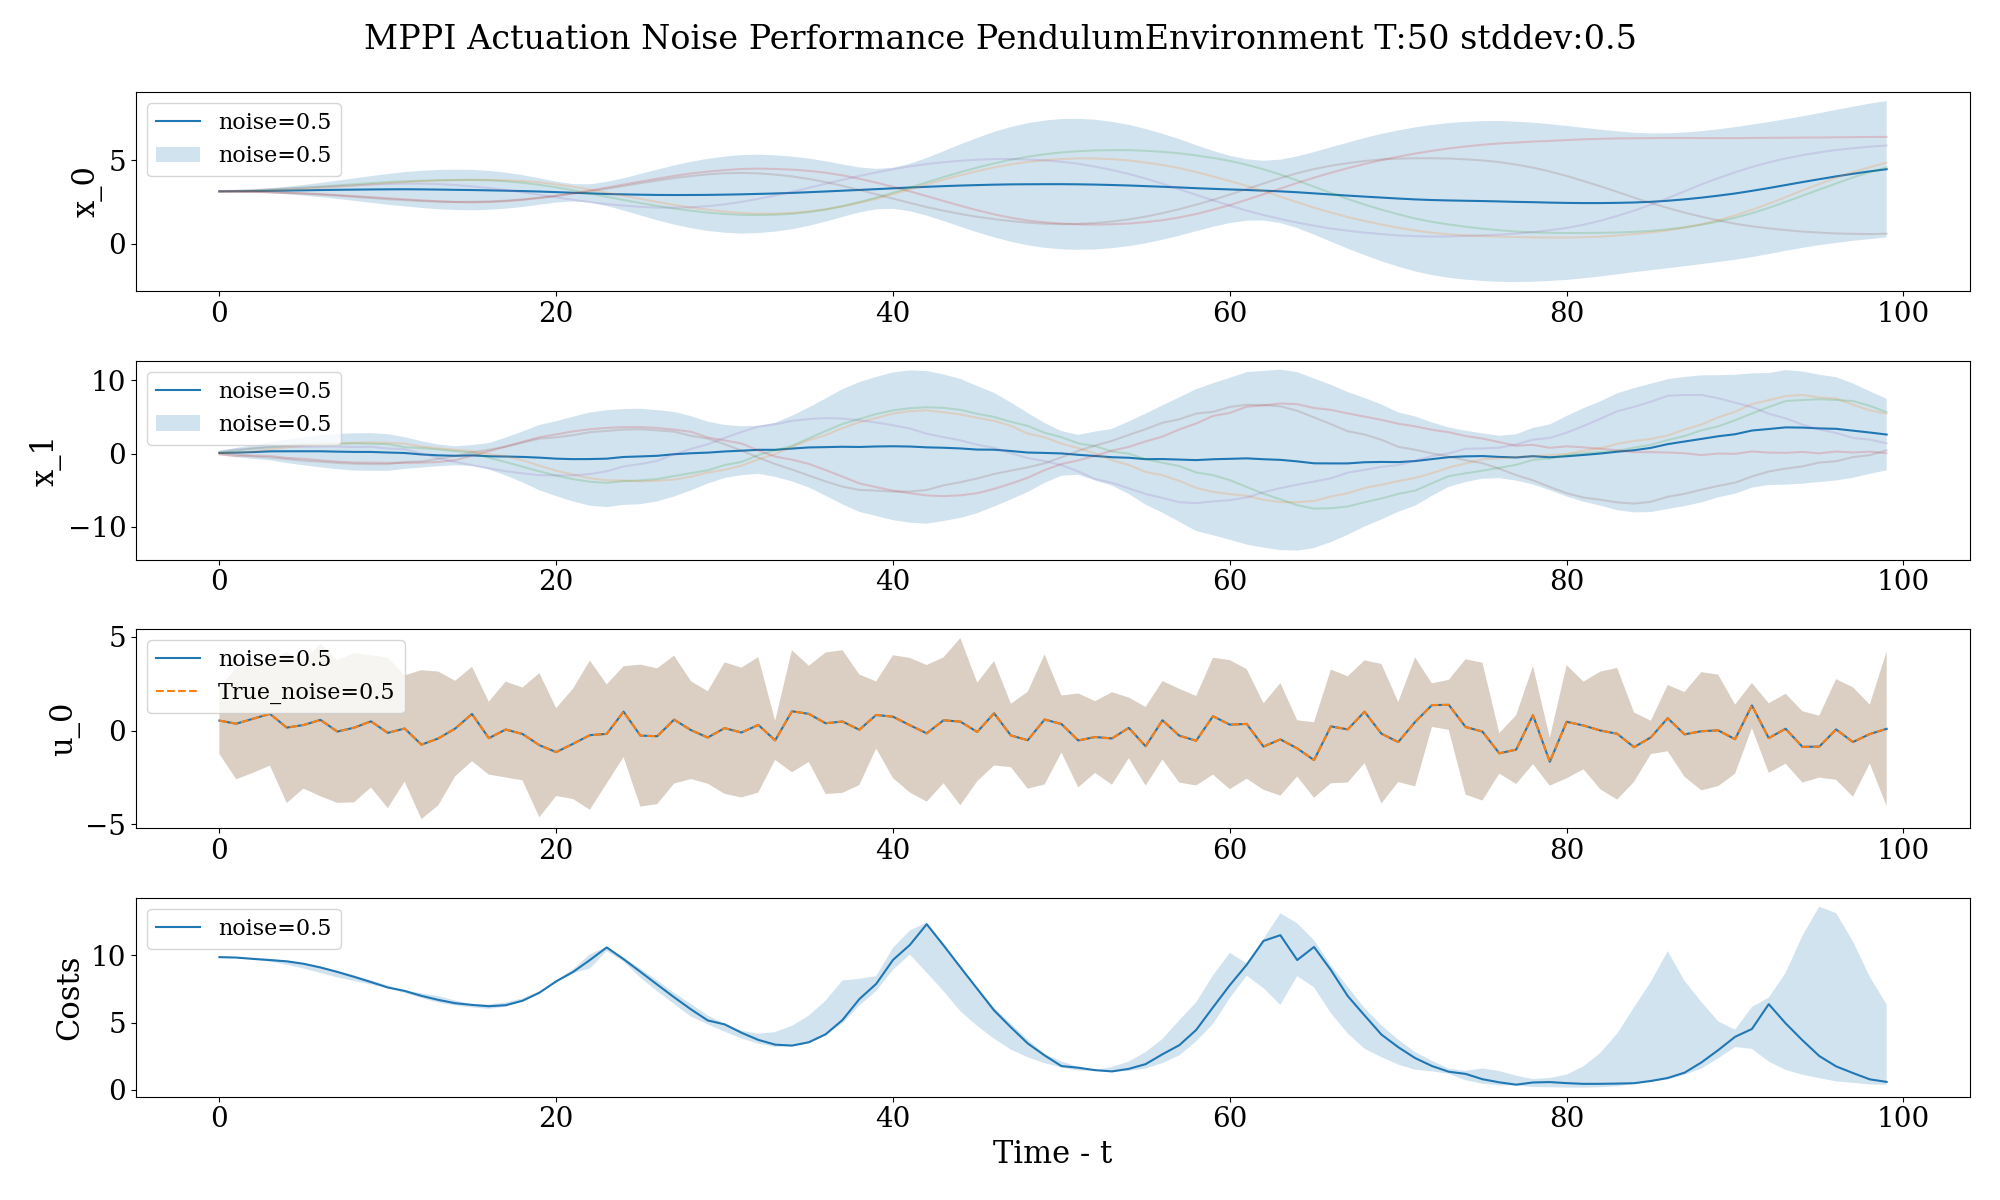 MPPI Actuation Noise Performance PendulumEnvironment T:50 stddev:0.5
noise=0.5
noise=0.5
x_0
5
0
0 20 40 60 80 100
noise=0.5
noise=0.5
x_1
10
0
−10
0 20 40 60 80 100
noise=0.5
True_noise=0.5
u_0
5
0
−5
0 20 40 60 80 100
noise=0.5
Costs
10
5
0
0 20 40 60 80 100
Time - t